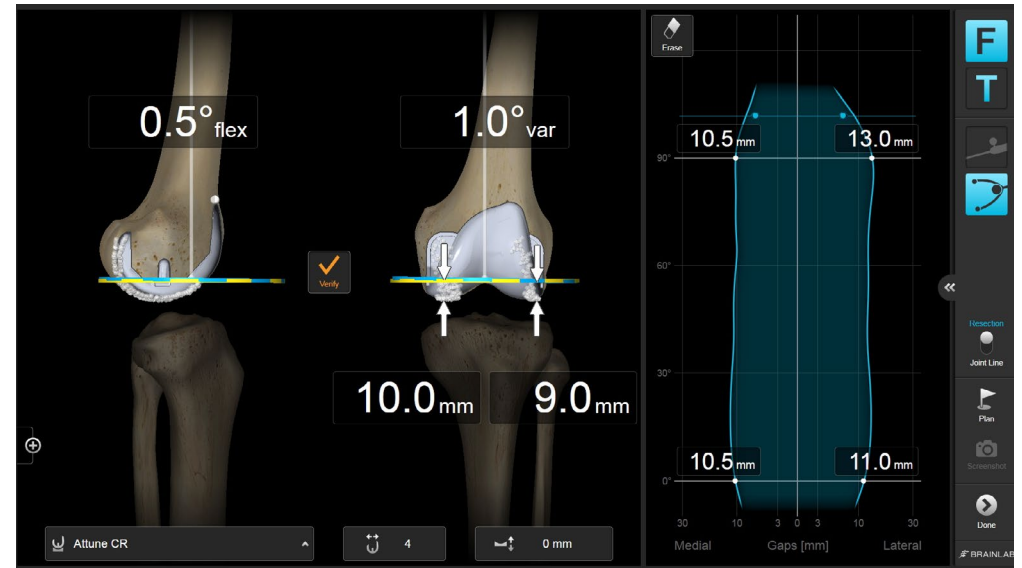 0.5° flex
1.0° var
Verify
10.0 mm
9.0 mm
Attune CR
4
0 mm
Erase
10.5 mm
13.0 mm
90°
60°
30°
10.5 mm
11.0 mm
0°
30 10 3 0 3 10 30
Medial Gaps [mm] Lateral
F
T
Resection
Joint Line
Plan
Screenshot
Done
BRAINLAB